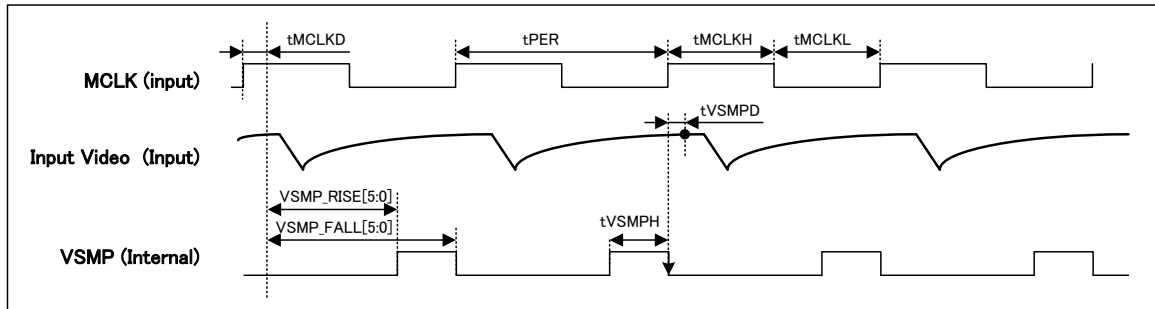 tMCLKD tPER tMCLKH tMCLKL
MCLK (input)
tVSMPD
Input Video (Input)
VSMP_RISE[5:0]
VSMP_FALL[5:0] tVSMPH
VSMP (Internal)